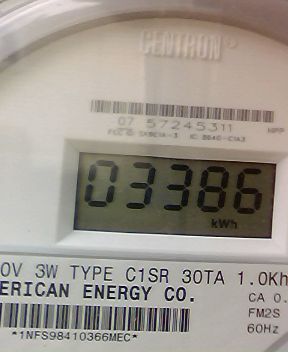 CENTRON®
07 57245311
NPP
03386
kWh
0V 3W TYPE C1SR 30TA 1.0Kh
ERICAN ENERGY CO.
CA 0.
FM2S
60Hz
*1NFS98410366MEC*